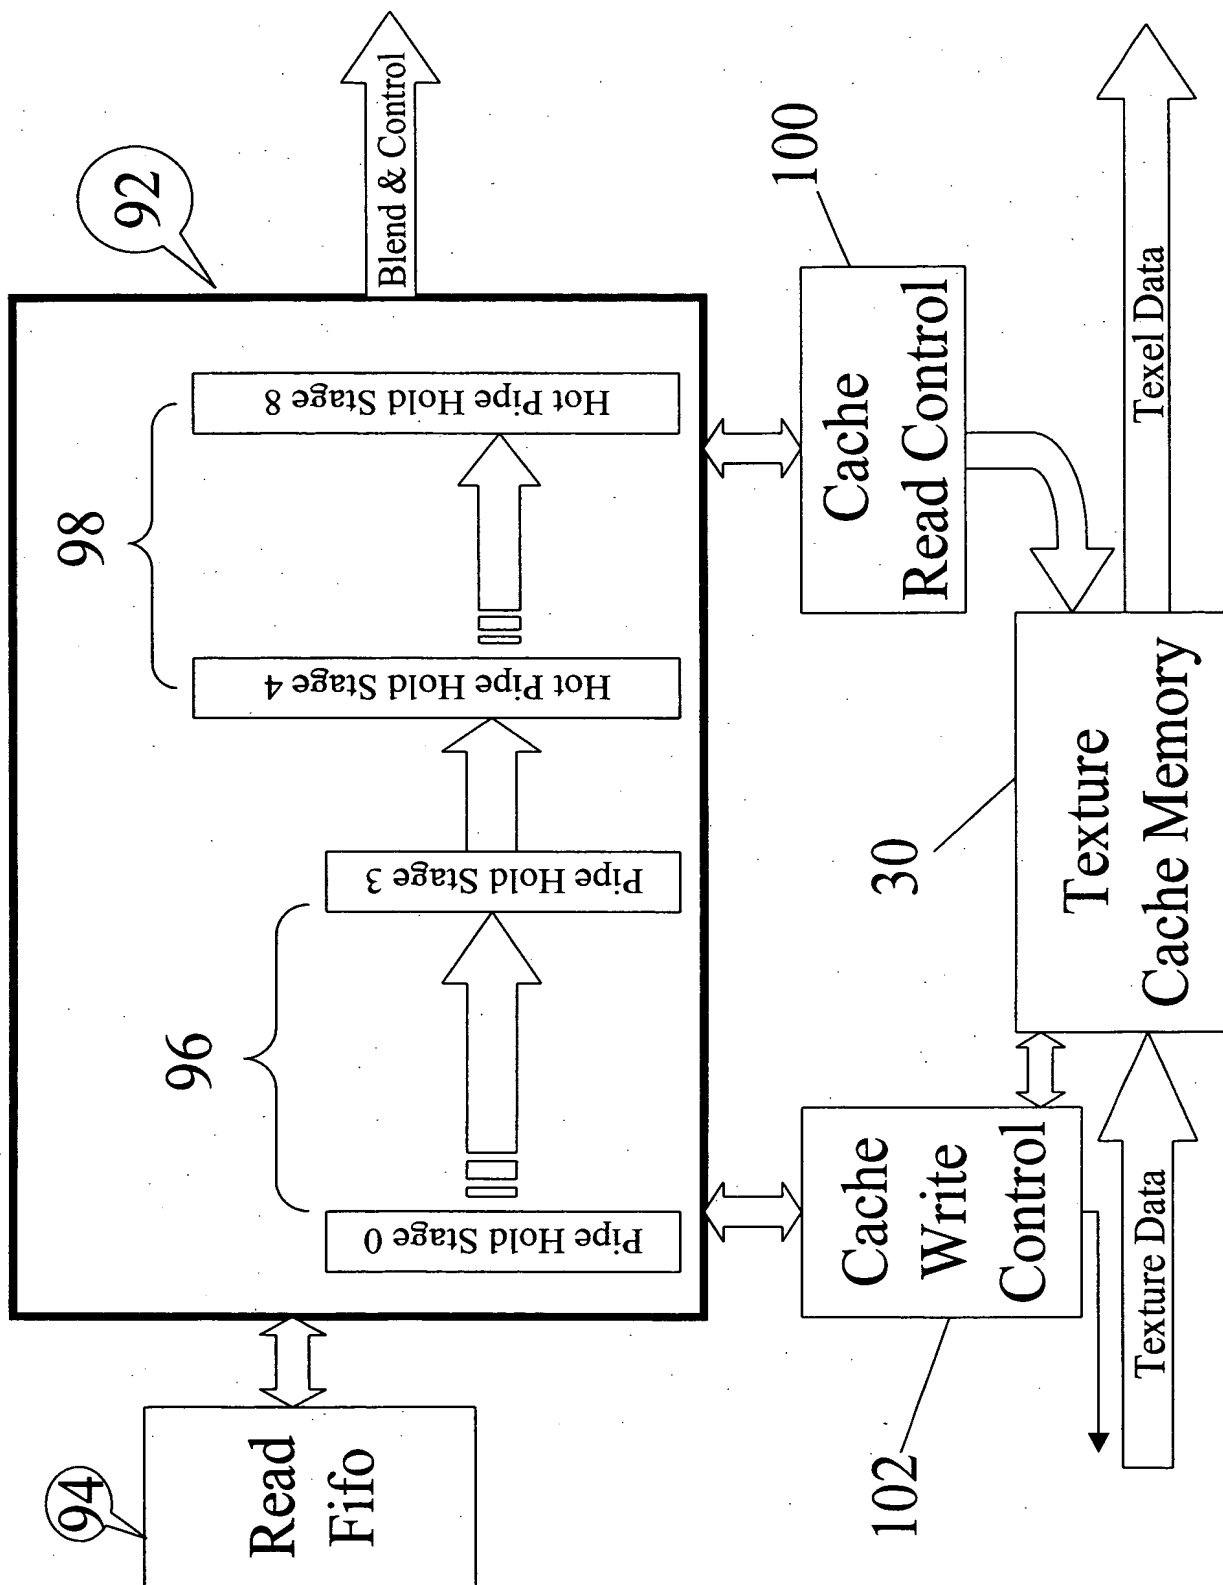 94
Read
Fifo
92
96
98
Pipe Hold Stage 0
Pipe Hold Stage 3
Hot Pipe Hold Stage 4
Hot Pipe Hold Stage 8
Blend & Control
102
Cache
Write
Control
100
Cache
Read Control
30
Texture
Cache Memory
Texture Data
Texel Data